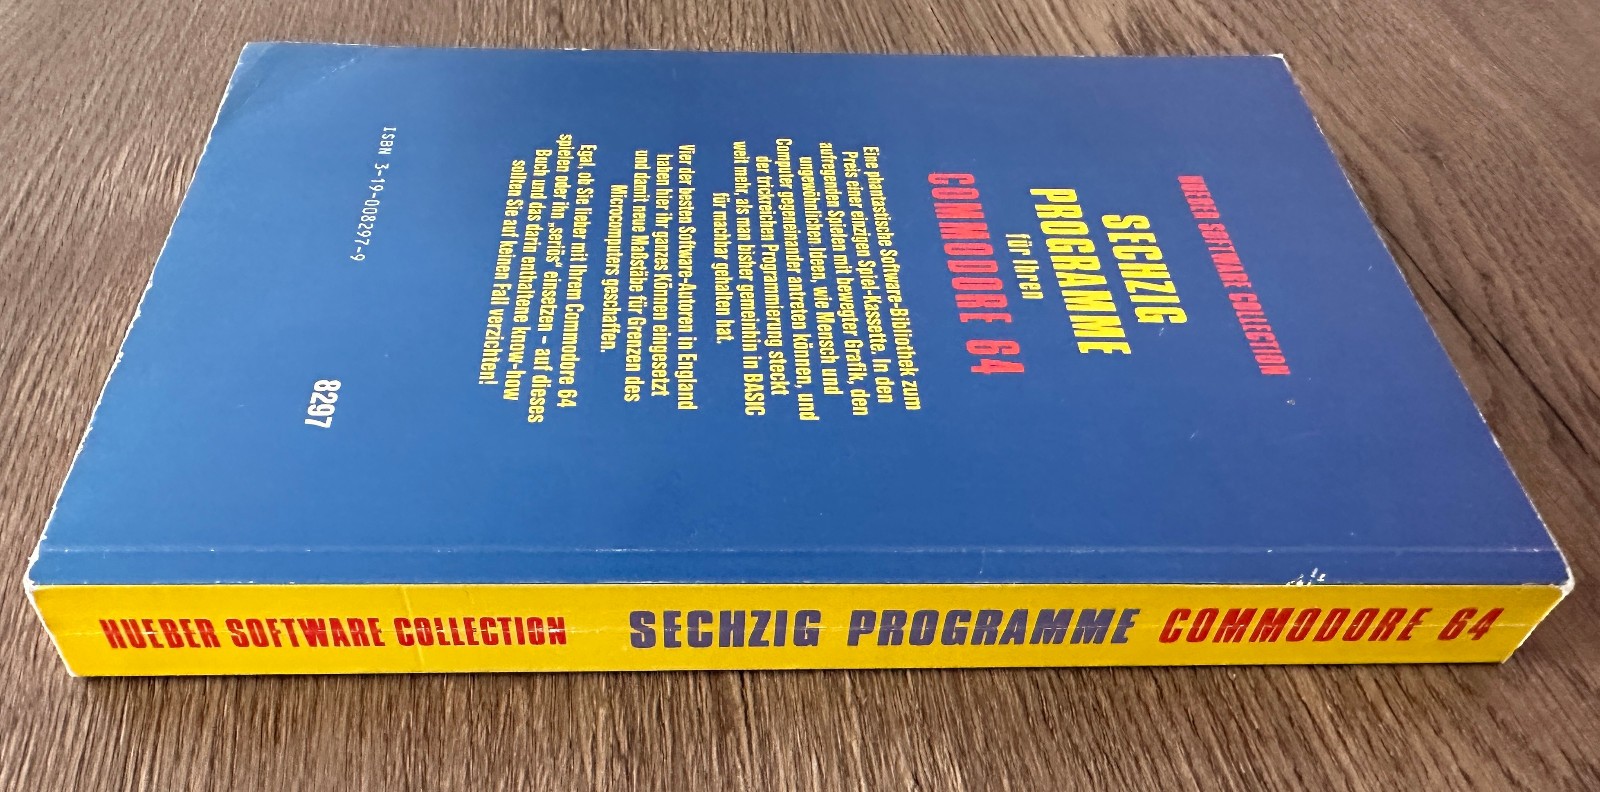 HUEBER SOFTWARE COLLECTION
SECHZIG
PROGRAMME
für Ihren
COMMODORE 64
Eine phantastische Software-Bibliothek zum
Preis einer einzigen Spiel-Kassette. In den
aufregenden Spielen mit bewegter Grafik, den
ungewöhnlichen Ideen, wie Mensch und
Computer gegeneinander antreten können, und
der trickreichen Programmierung steckt
weit mehr, als man bisher gemeinhin in BASIC
für machbar gehalten hat.
Vier der besten Software-Autoren in England
haben hier ihr ganzes Können eingesetzt
und damit neue Maßstäbe für Grenzen des
Microcomputers geschaffen.
Egal, ob Sie lieber mit Ihrem Commodore 64
spielen oder ihn „seriös“ einsetzen – auf dieses
Buch und das darin enthaltene know-how
sollten Sie auf keinen Fall verzichten!
ISBN 3-19-008297-9
8297
HUEBER SOFTWARE COLLECTION SECHZIG PROGRAMME COMMODORE 64